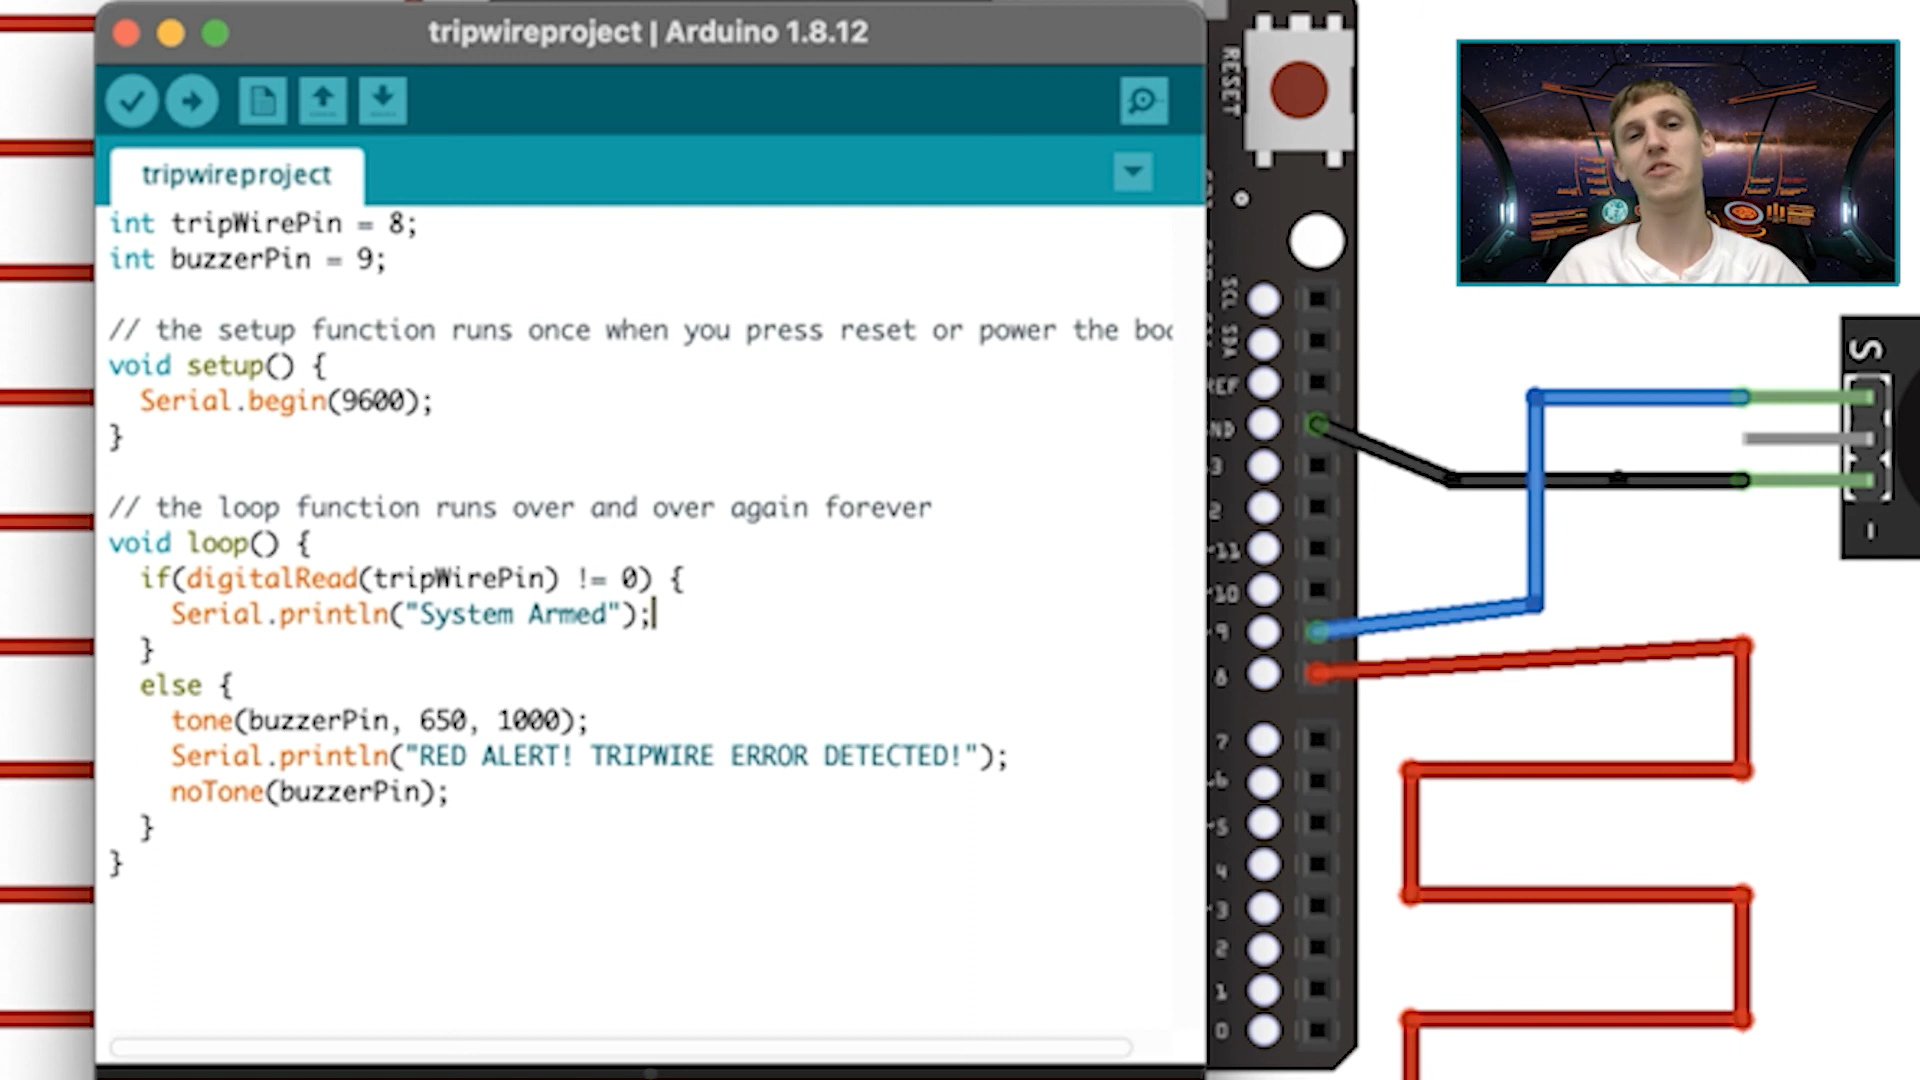 tripwireproject | Arduino 1.8.12
tripwireproject
int tripWirePin = 8;
int buzzerPin = 9;
// the setup function runs once when you press reset or power the boa
void setup() {
Serial.begin(9600);
}
// the loop function runs over and over again forever
void loop() {
if(digitalRead(tripWirePin) != 0) {
Serial.println("System Armed");
}
else {
tone(buzzerPin, 650, 1000);
Serial.println("RED ALERT! TRIPWIRE ERROR DETECTED!");
noTone(buzzerPin);
}
}
RESET
SCL
SDA
REF
ND
3
2
~11
~10
~9
8
7
~6
~5
4
~3
2
1
0
S
-